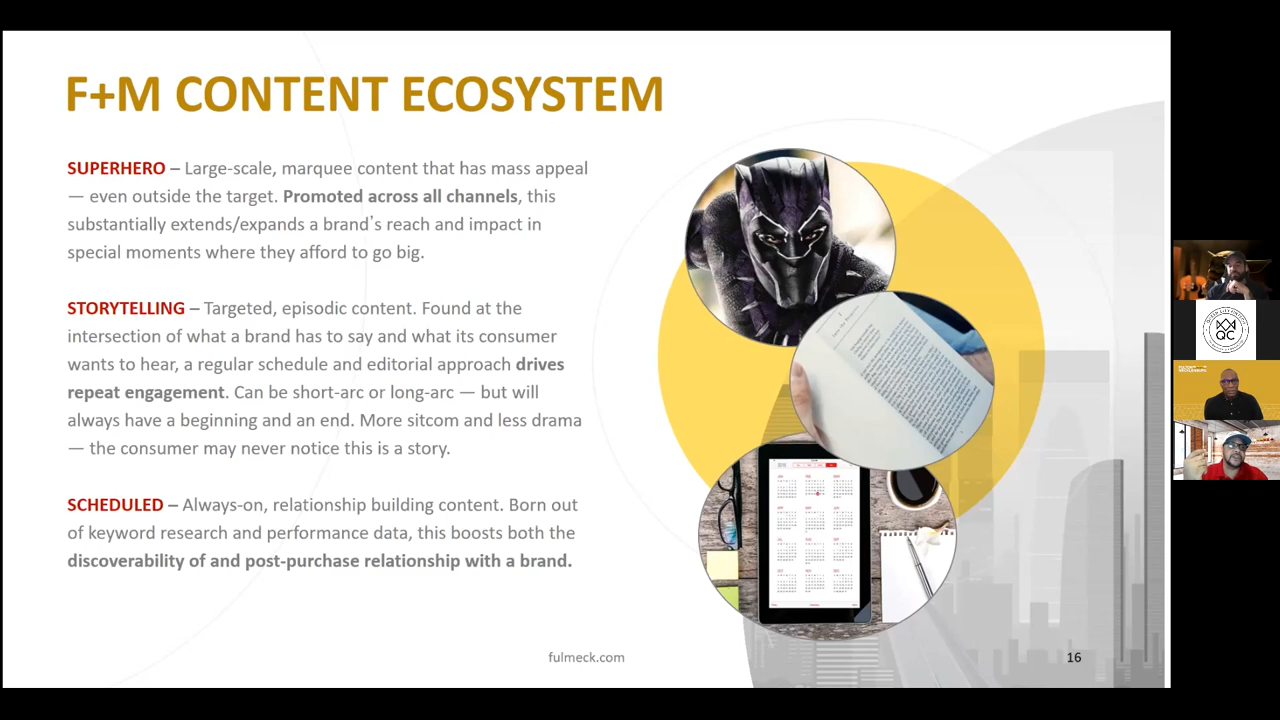 F+M CONTENT ECOSYSTEM
SUPERHERO – Large-scale, marquee content that has mass appeal
— even outside the target. Promoted across all channels, this
substantially extends/expands a brand’s reach and impact in
special moments where they afford to go big.
STORYTELLING – Targeted, episodic content. Found at the
intersection of what a brand has to say and what its consumer
wants to hear, a regular schedule and editorial approach drives
repeat engagement. Can be short-arc or long-arc — but will
always have a beginning and an end. More sitcom and less drama
— the consumer may never notice this is a story.
SCHEDULED – Always-on, relationship building content. Born out
of keyword research and performance data, this boosts both the
discoverability of and post-purchase relationship with a brand.
fulmeck.com
16